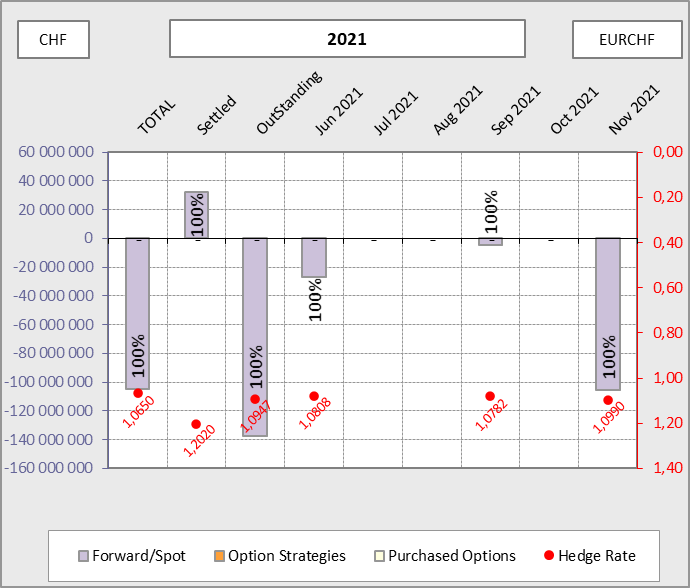 CHF 2021 EURCHF
TOTAL Settled OutStanding Jun 2021 Jul 2021 Aug 2021 Sep 2021 Oct 2021 Nov 2021
60 000 000 0,00
40 000 000 0,20
20 000 000 100% 100%
0 0,40
-20 000 000 0,60
-40 000 000 100%
-60 000 000 0,80
-80 000 000 100% 100% 100%
-100 000 000 1,00
-120 000 000 1,0650 1,2020 1,0947 1,0808 1,0782 1,0990 1,20
-140 000 000
-160 000 000 1,40
Forward/Spot Option Strategies Purchased Options Hedge Rate